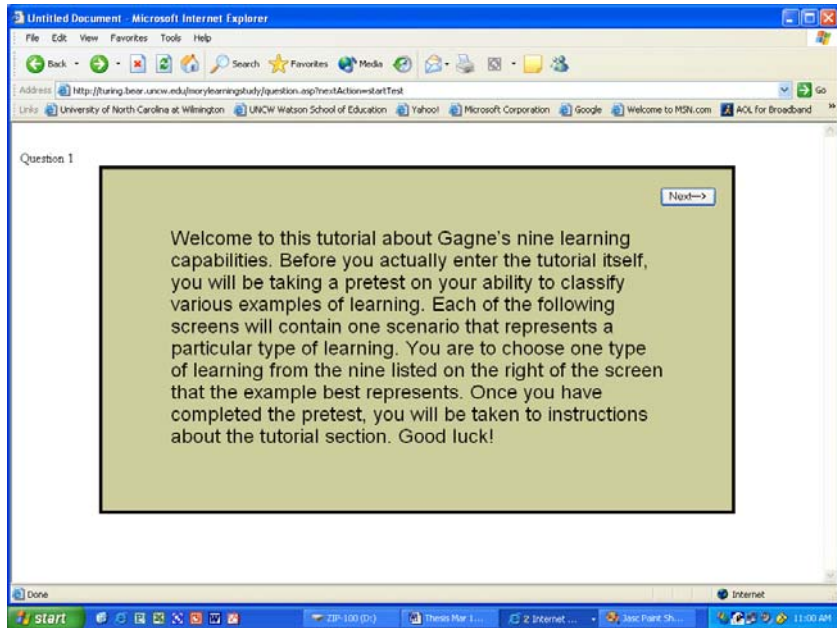 Untitled Document - Microsoft Internet Explorer
File Edit View Favorites Tools Help
Back Search Favorites Media
Address http://turing.bear.uncw.edu/morylearningstudy/question.asp?nextAction=startTest Go
Links University of North Carolina at Wilmington UNCW Watson School of Education Yahoo! Microsoft Corporation Google Welcome to MSN.com AOL for Broadband »
Question 1
Next-->
Welcome to this tutorial about Gagne's nine learning
capabilities. Before you actually enter the tutorial itself,
you will be taking a pretest on your ability to classify
various examples of learning. Each of the following
screens will contain one scenario that represents a
particular type of learning. You are to choose one type
of learning from the nine listed on the right of the screen
that the example best represents. Once you have
completed the pretest, you will be taken to instructions
about the tutorial section. Good luck!
Done Internet
start ZIP-100 (D:) Thesis Mar 1... 2 Internet ... Jasc Paint Sh... 11:00 AM